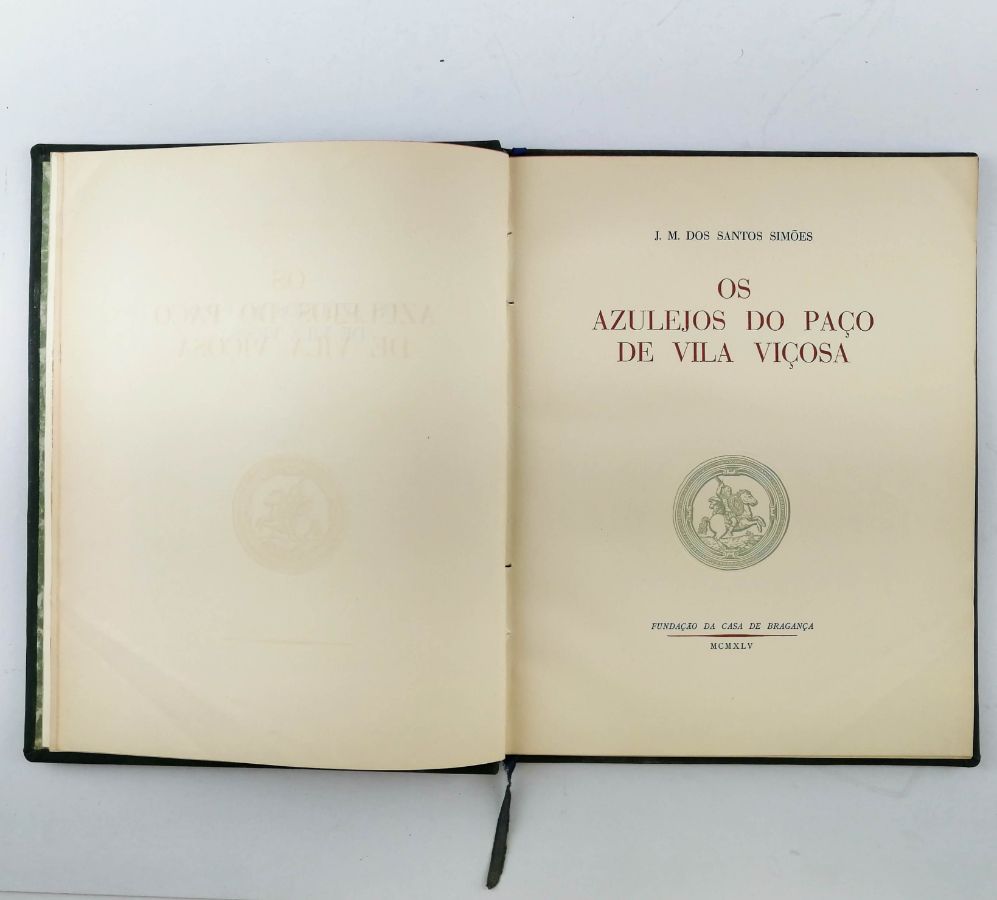 J. M. DOS SANTOS SIMÕES
OS
AZULEJOS DO PAÇO
DE VILA VIÇOSA
FUNDAÇÃO DA CASA DE BRAGANÇA
MCMXLV